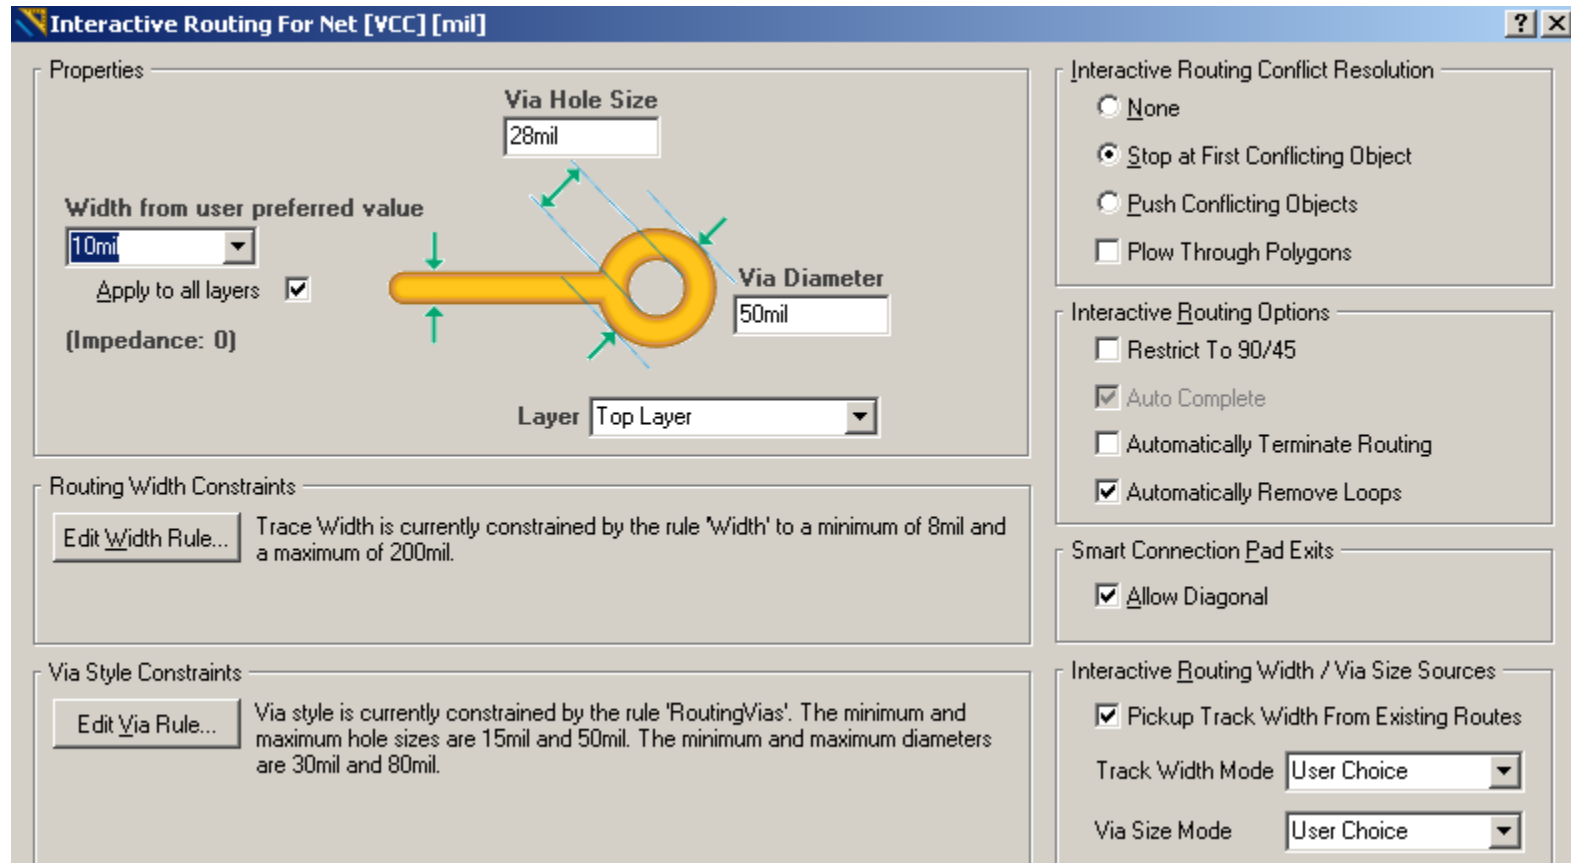 Interactive Routing For Net [VCC] [mil]
Properties
Via Hole Size
28mil
Width from user preferred value
10mil
Apply to all layers
(Impedance: 0)
Via Diameter
50mil
Layer Top Layer
Routing Width Constraints
Edit Width Rule...
Trace Width is currently constrained by the rule 'Width' to a minimum of 8mil and
a maximum of 200mil.
Via Style Constraints
Edit Via Rule...
Via style is currently constrained by the rule 'RoutingVias'. The minimum and
maximum hole sizes are 15mil and 50mil. The minimum and maximum diameters
are 30mil and 80mil.
Interactive Routing Conflict Resolution
None
Stop at First Conflicting Object
Push Conflicting Objects
Plow Through Polygons
Interactive Routing Options
Restrict To 90/45
Auto Complete
Automatically Terminate Routing
Automatically Remove Loops
Smart Connection Pad Exits
Allow Diagonal
Interactive Routing Width / Via Size Sources
Pickup Track Width From Existing Routes
Track Width Mode User Choice
Via Size Mode User Choice